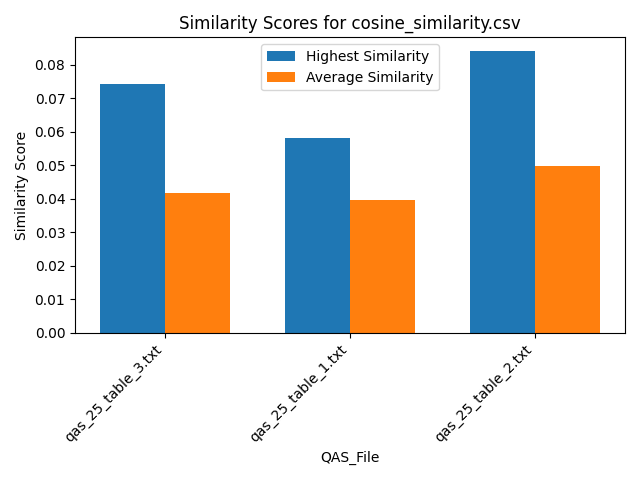 Similarity Scores for cosine_similarity.csv
Highest Similarity
Average Similarity
Similarity Score
0.08
0.07
0.06
0.05
0.04
0.03
0.02
0.01
0.00
qas_25_table_3.txt
qas_25_table_1.txt
qas_25_table_2.txt
QAS_File